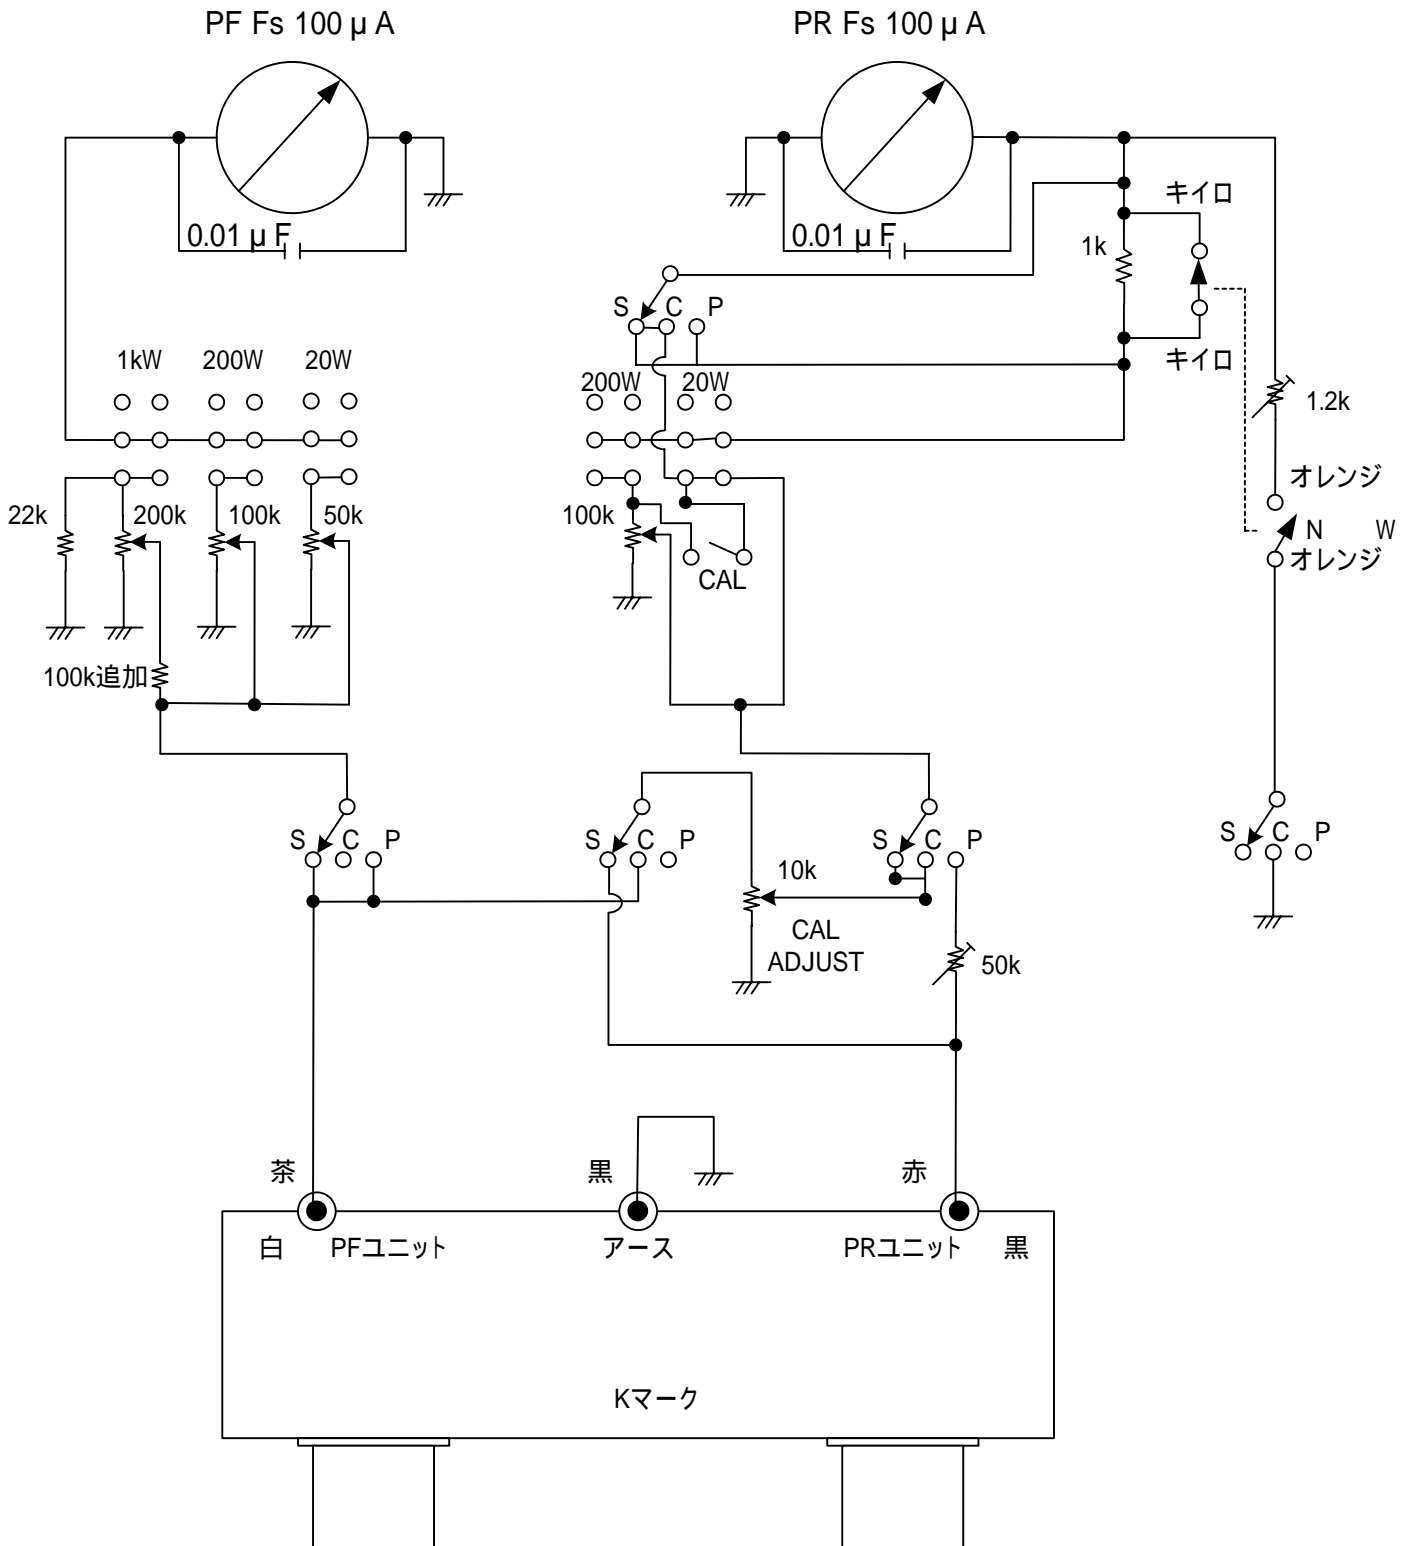 PF Fs 100 μ A
PR Fs 100 μ A
0.01 μ F
0.01 μ F
キイロ
1k
S C P
キイロ
1kW 200W 20W
200W 20W
1.2k
オレンジ
22k 200k 100k 50k
100k
N W
オレンジ
CAL
100k追加
S C P
S C P
S C P
S C P
10k
CAL
ADJUST
50k
茶 黒 赤
白 PFユニット アース PRユニット 黒
Kマーク